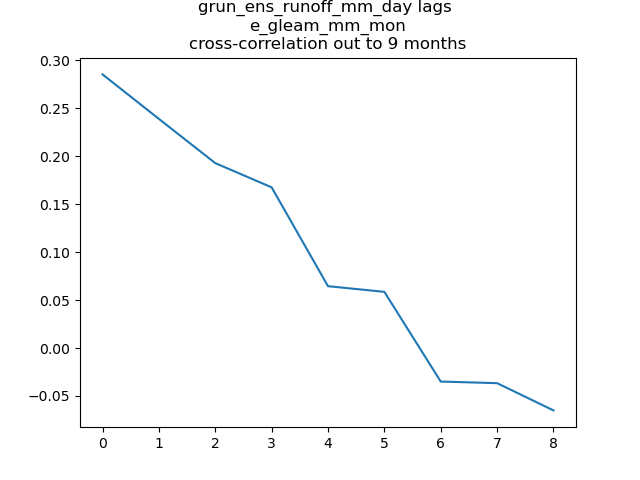 grun_ens_runoff_mm_day lags
e_gleam_mm_mon
cross-correlation out to 9 months
0.30
0.25
0.20
0.15
0.10
0.05
0.00
−0.05
0 1 2 3 4 5 6 7 8